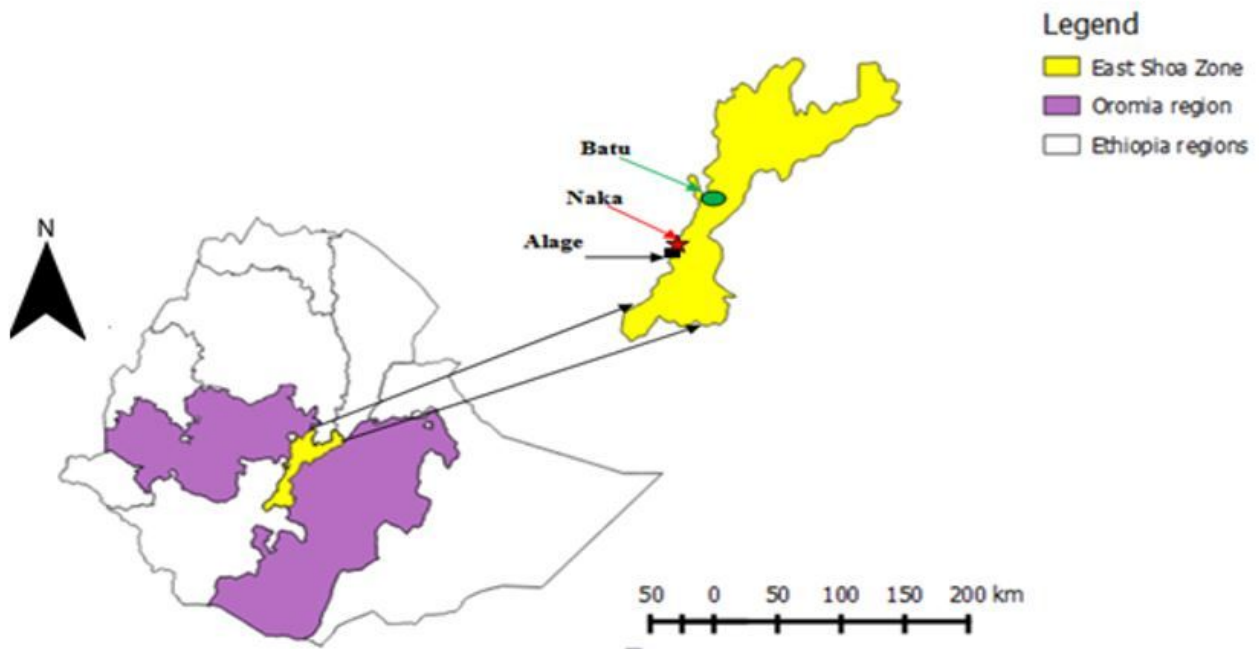 Legend
East Shoa Zone
Oromia region
Ethiopia regions
Batu
Naka
Alage
N
50 0 50 100 150 200 km